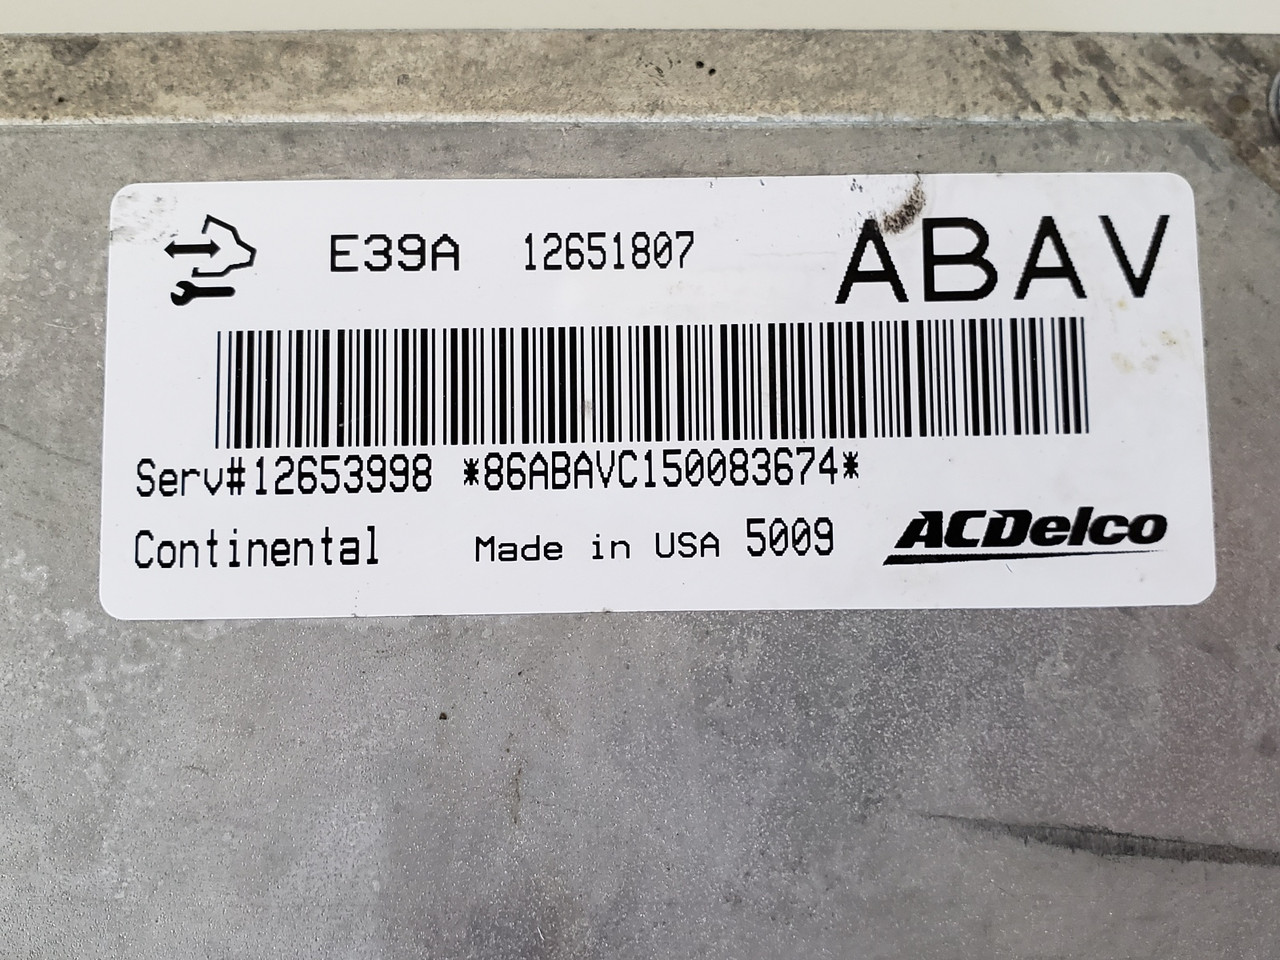 E39A 12651807 ABAV
Serv#12653998 *86ABAVC150083674*
Continental Made in USA 5009 ACDelco